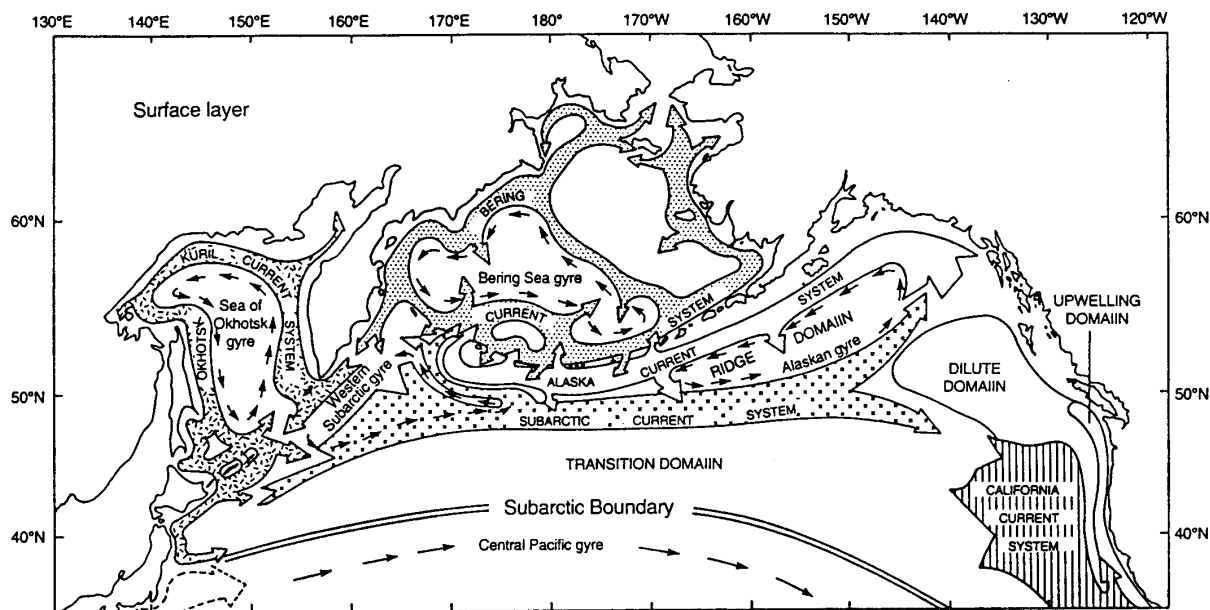 130°E 140°E 150°E 160°E 170°E 180° 170°W 160°W 150°W 140°W 130°W 120°W
Surface layer
60°N
60°N
BERING
KURIL CURRENT SYSTEM
Bering Sea gyre
Sea of
Okhotsk
gyre
OKHOTSK
CURRENT SYSTEM
SYSTEM
UPWELLING
DOMAIIN
DOMAIIN
RIDGE
Alaskan gyre
Western
Subarctic gyre
ALASKA CURRENT
DILUTE
DOMAIIN
50°N
50°N
SUBARCTIC CURRENT SYSTEM
TRANSITION DOMAIIN
CALIFORNIA
CURRENT
SYSTEM
Subarctic Boundary
40°N
40°N
Central Pacific gyre